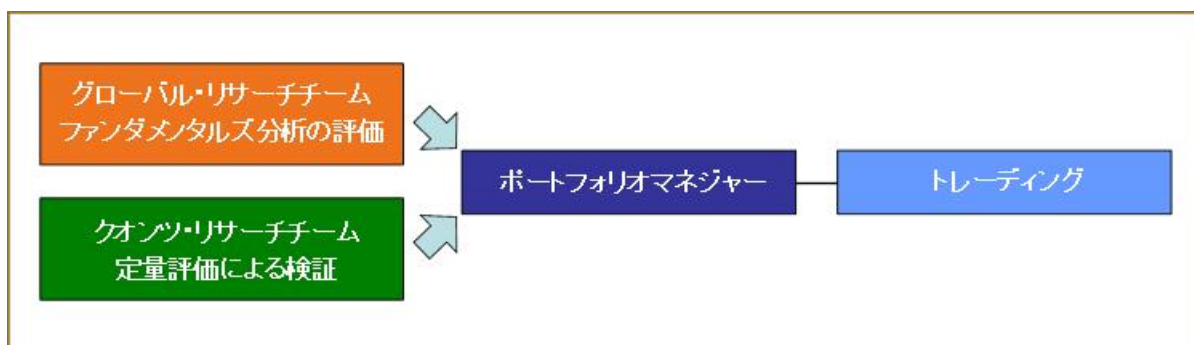 グローバル・リサーチチーム
ファンダメンタルズ分析の評価
クオンツ・リサーチチーム
定量評価による検証
ポートフォリオマネジャー
トレーディング